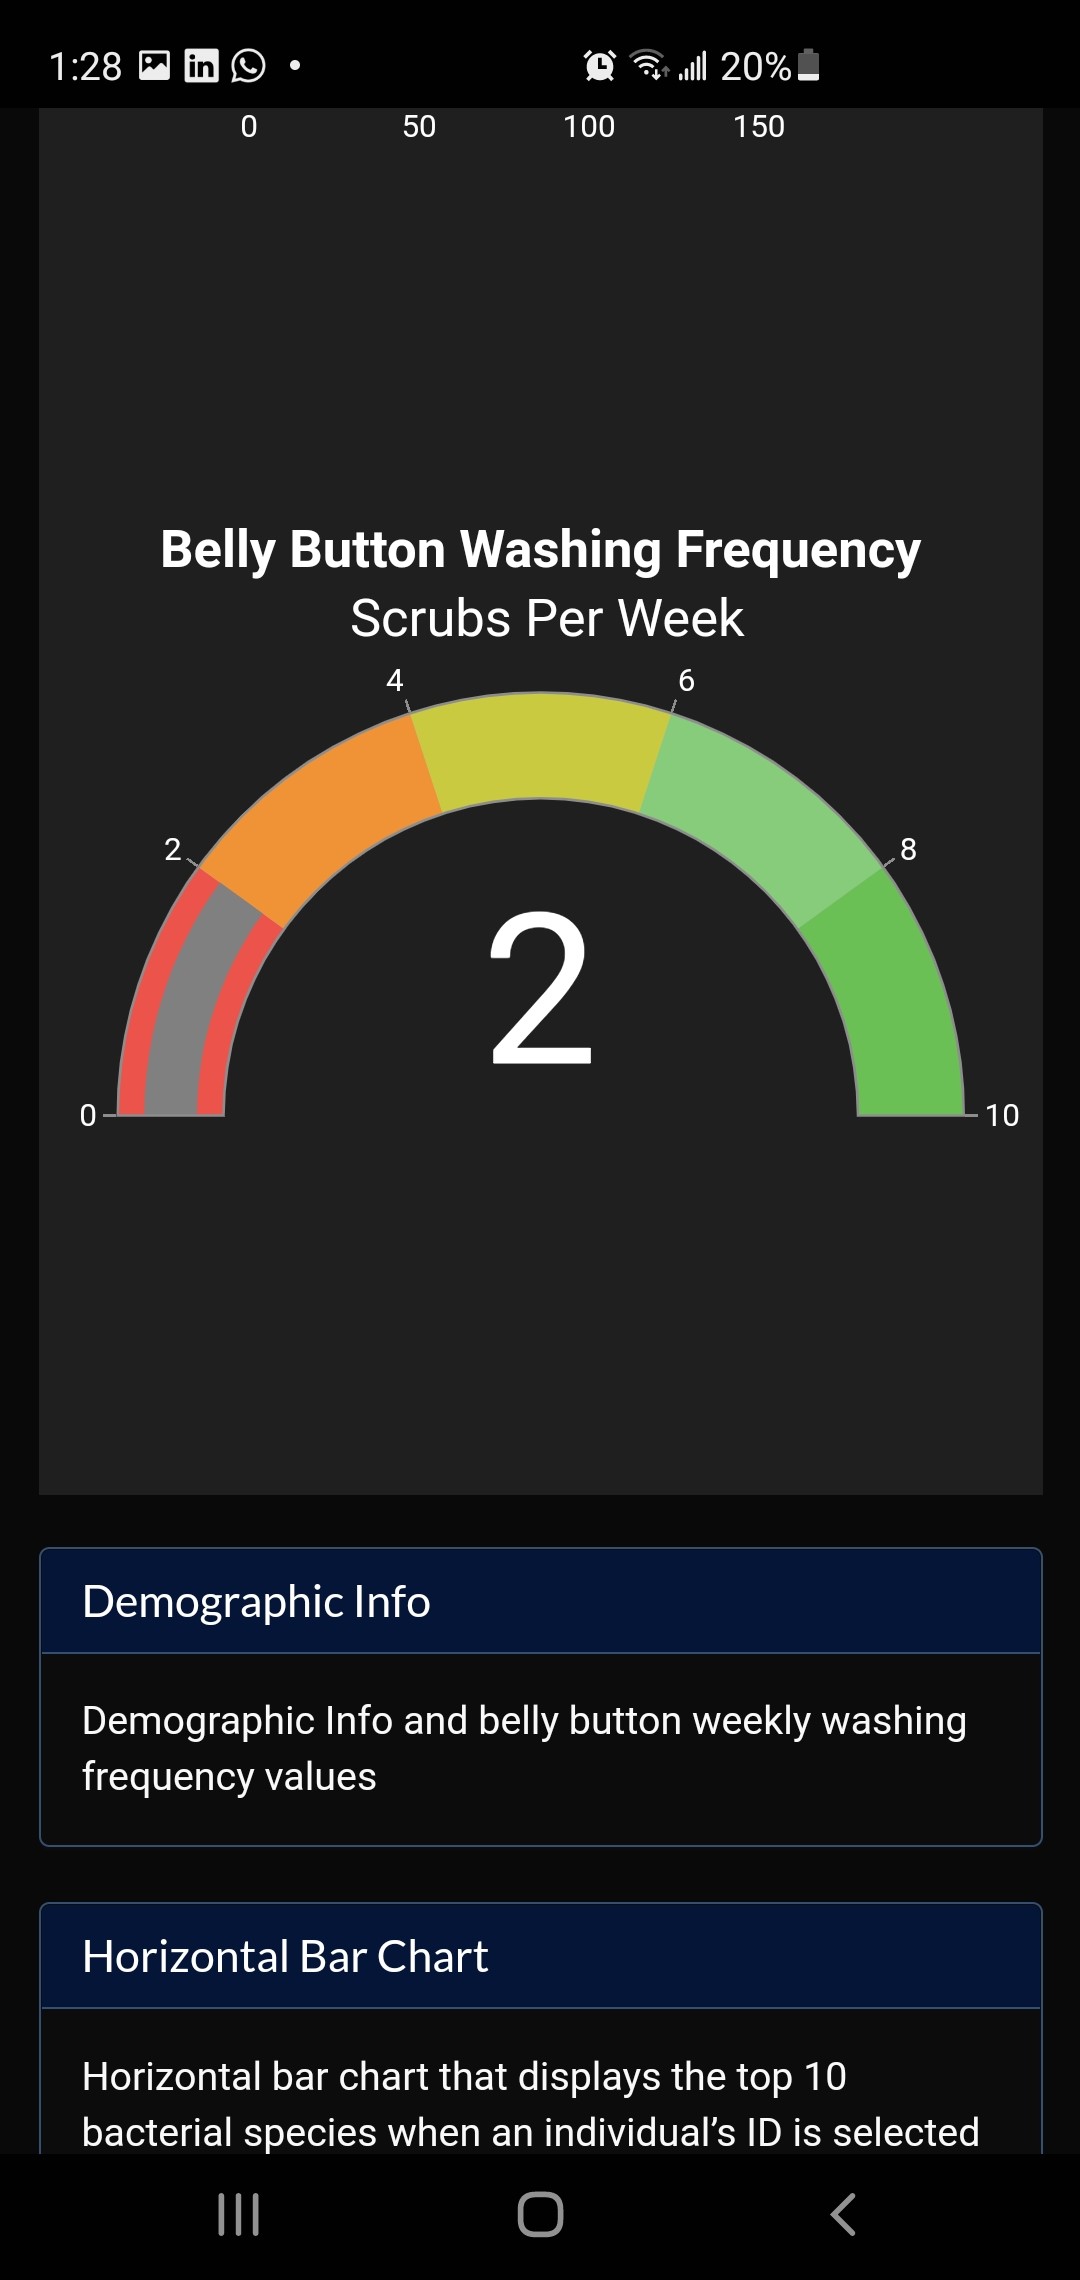 1:28 in 20%
0 50 100 150
Belly Button Washing Frequency
Scrubs Per Week
4 6
2 8
2
0 10
Demographic Info
Demographic Info and belly button weekly washing
frequency values
Horizontal Bar Chart
Horizontal bar chart that displays the top 10
bacterial species when an individual’s ID is selected